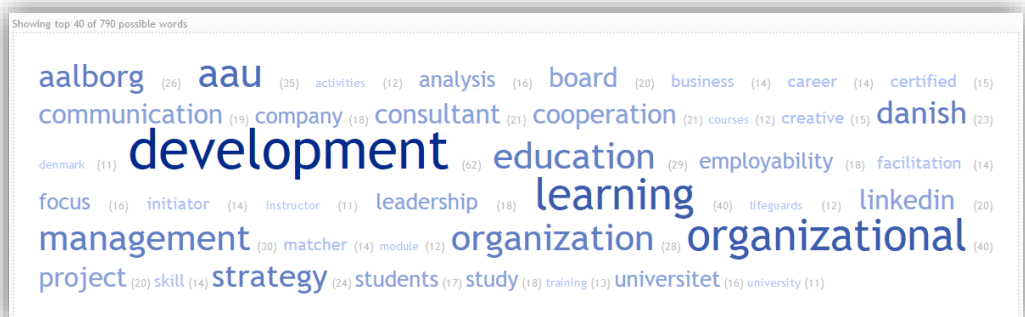 Showing top 40 of 790 possible words
aalborg (26) aau (35) activities (12) analysis (16) board (20) business (14) career (14) certified (15)
communication (19) company (18) consultant (21) cooperation (21) courses (12) creative (15) danish (23)
denmark (11) development (62) education (29) employability (18) facilitation (14)
focus (16) initiator (14) instructor (11) leadership (18) learning (40) lifeguards (12) linkedin (20)
management (30) matcher (14) module (12) organization (28) organizational (40)
project (20) skill (14) strategy (24) students (17) study (18) training (13) universitet (16) university (11)